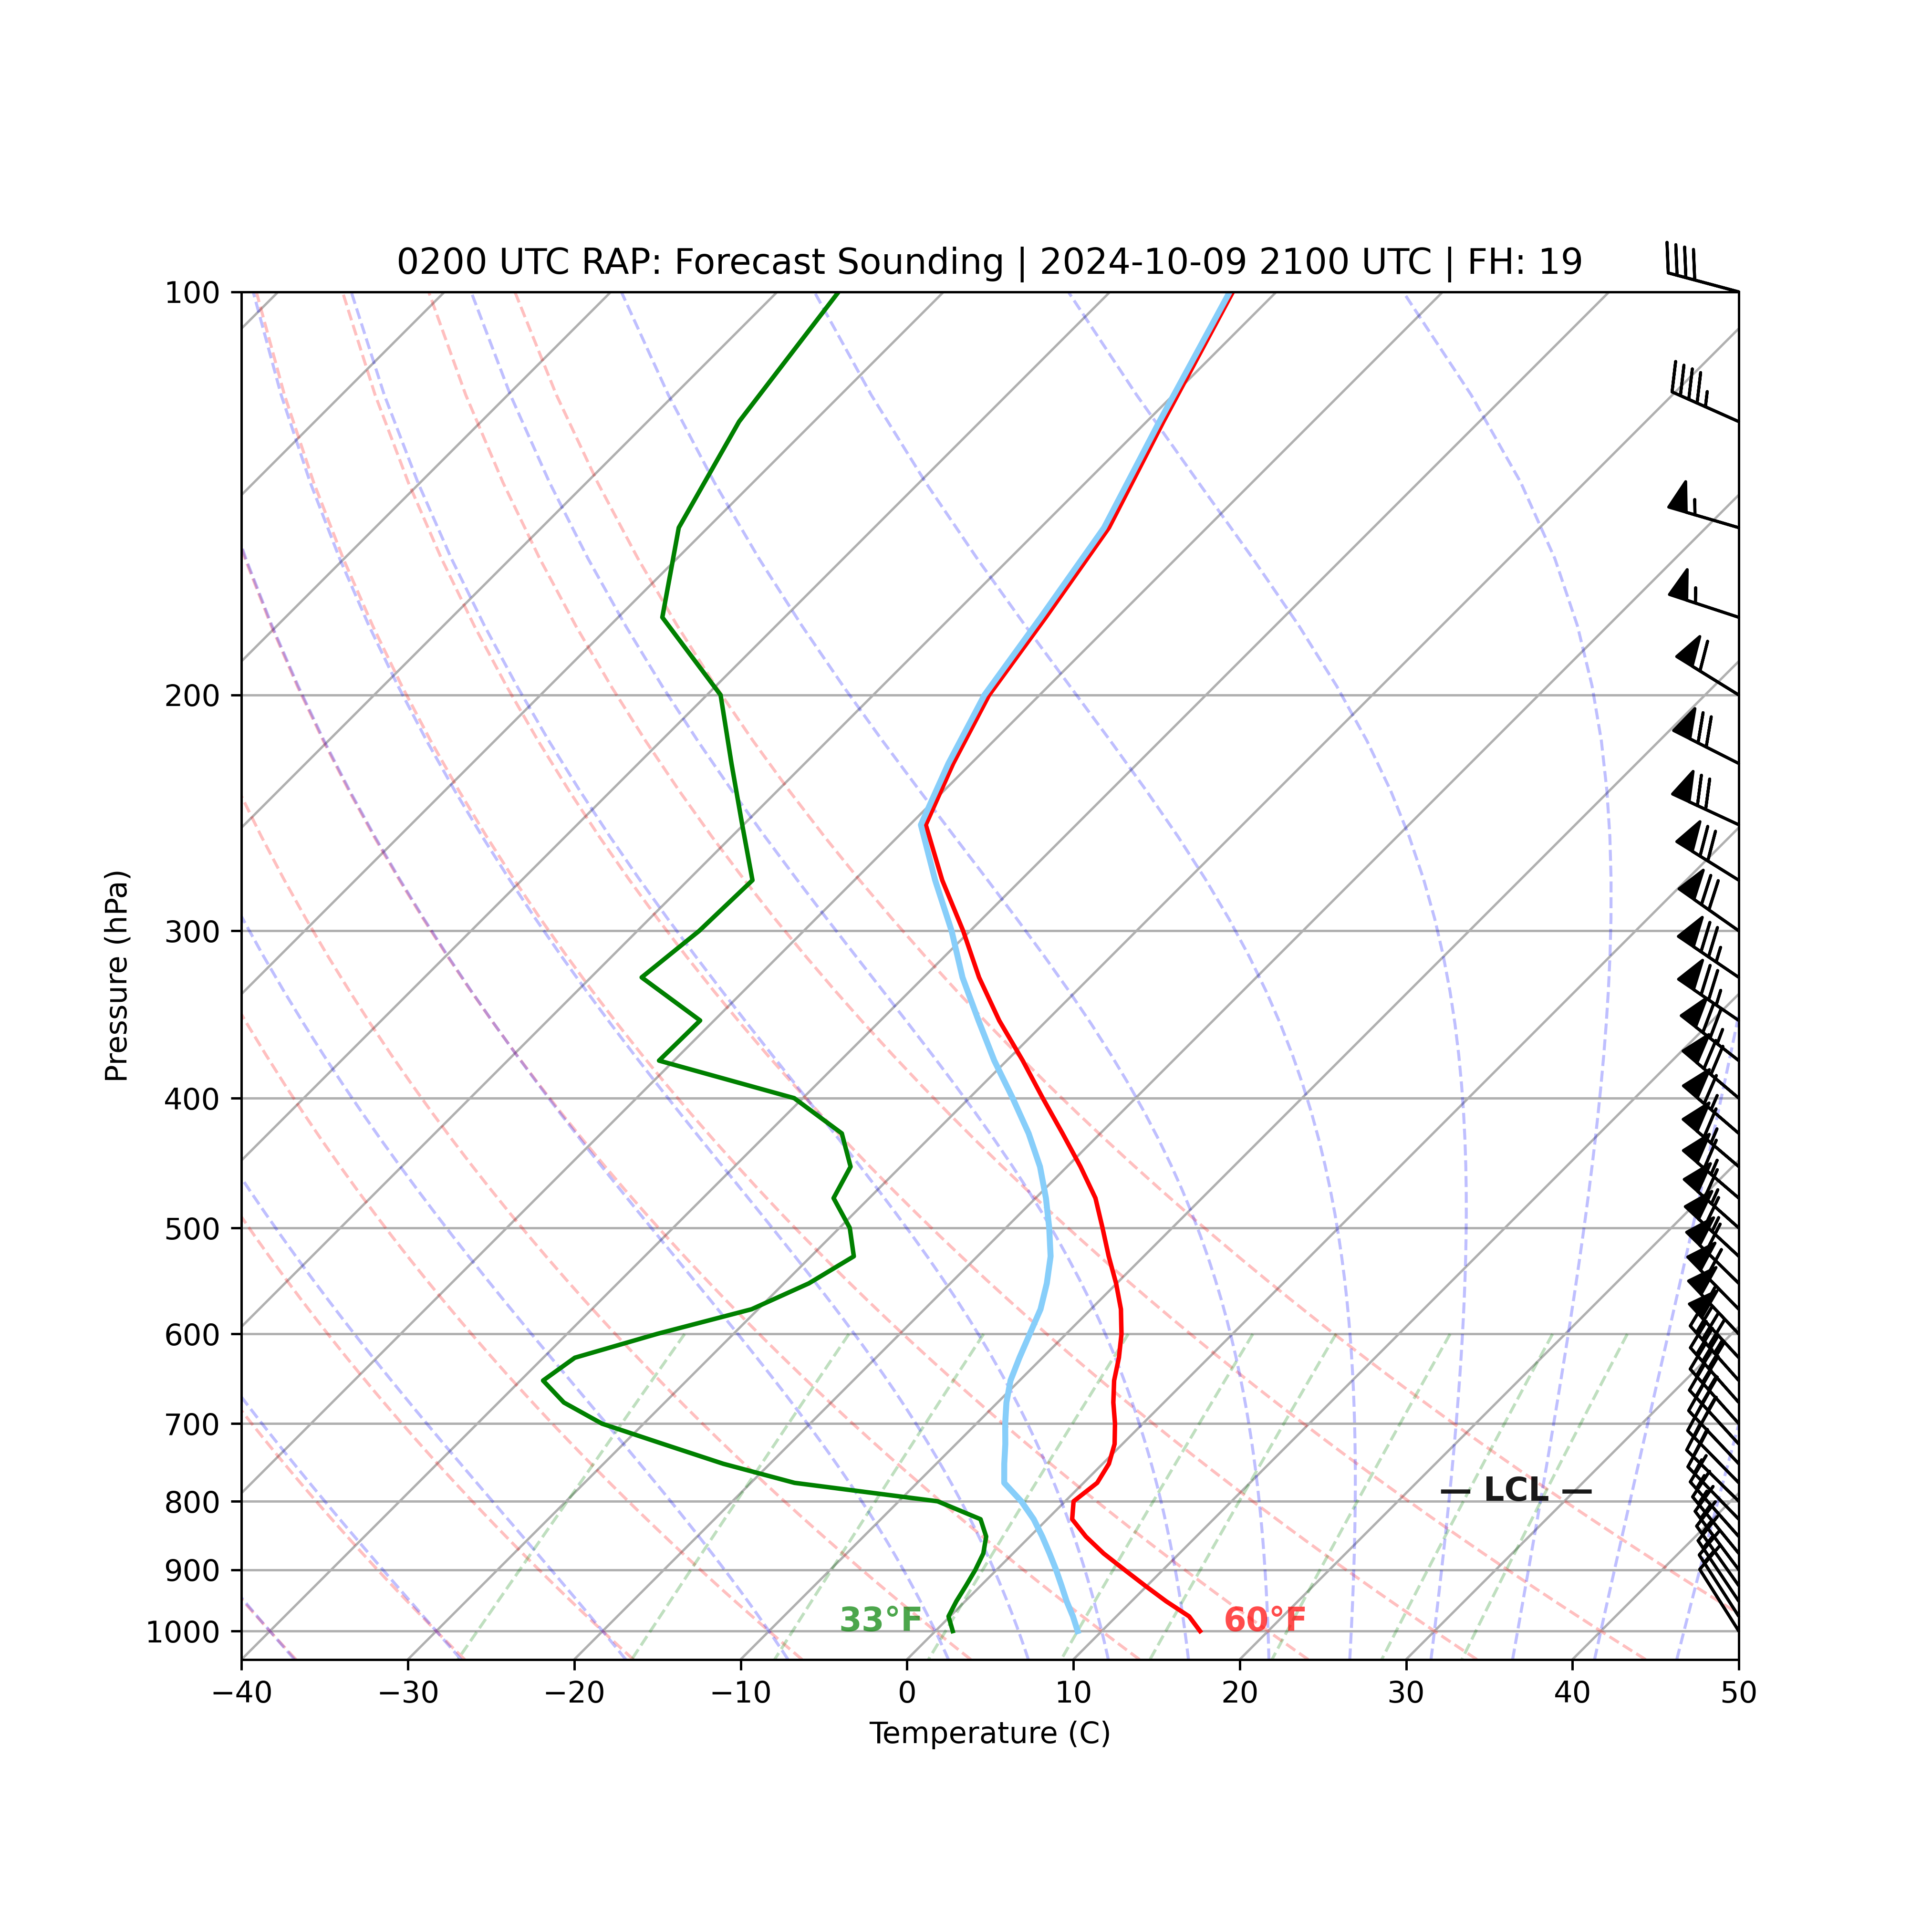 0200 UTC RAP: Forecast Sounding | 2024-10-09 2100 UTC | FH: 19
100
200
300
400
500
600
700
800
900
1000
Pressure (hPa)
— LCL —
33°F
60°F
−40 −30 −20 −10 0 10 20 30 40 50
Temperature (C)